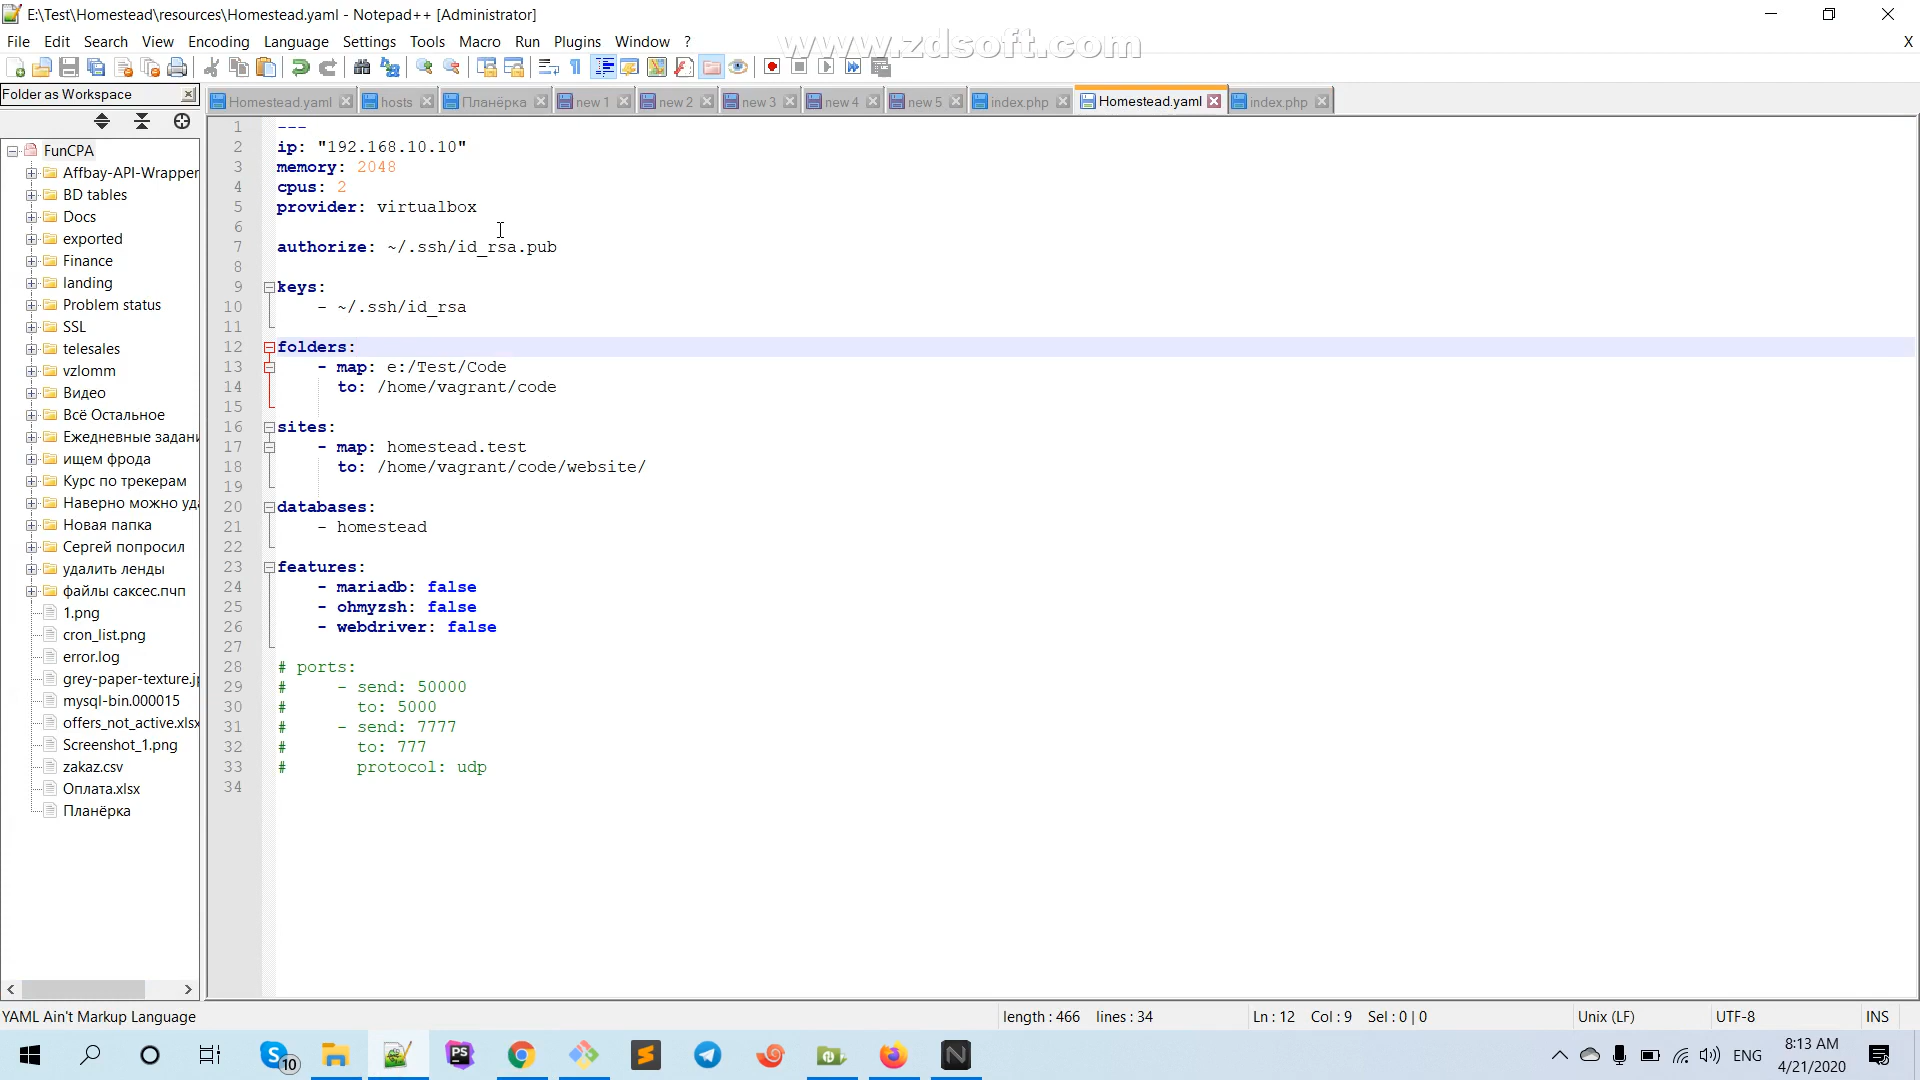 E:\Test\Homestead\resources\Homestead.yaml - Notepad++ [Administrator]
File Edit Search View Encoding Language Settings Tools Macro Run Plugins Window ? X
www.zdsoft.com
Folder as Workspace
Homestead.yaml hosts Планёрка new 1 new 2 new 3 new 4 new 5 index.php Homestead.yaml index.php
FunCPA
Affbay-API-Wrapper
BD tables
Docs
exported
Finance
landing
Problem status
SSL
telesales
vzlomm
Видео
Всё Остальное
Ежедневные задани
ищем фрода
Курс по трекерам
Наверно можно уда
Новая папка
Сергей попросил
удалить ленды
файлы саксес.пчп
1.png
cron_list.png
error.log
grey-paper-texture.j
mysql-bin.000015
offers_not_active.xlsx
Screenshot_1.png
zakaz.csv
Оплата.xlsx
Планёрка
1 ---
2 ip: "192.168.10.10"
3 memory: 2048
4 cpus: 2
5 provider: virtualbox
6
7 authorize: ~/.ssh/id_rsa.pub
8
9 keys:
10 - ~/.ssh/id_rsa
11
12 folders:
13 - map: e:/Test/Code
14 to: /home/vagrant/code
15
16 sites:
17 - map: homestead.test
18 to: /home/vagrant/code/website/
19
20 databases:
21 - homestead
22
23 features:
24 - mariadb: false
25 - ohmyzsh: false
26 - webdriver: false
27
28 # ports:
29 # - send: 50000
30 # to: 5000
31 # - send: 7777
32 # to: 777
33 # protocol: udp
34
YAML Ain't Markup Language length : 466 lines : 34 Ln : 12 Col : 9 Sel : 0 | 0 Unix (LF) UTF-8 INS
10 PS ENG 8:13 AM
4/21/2020